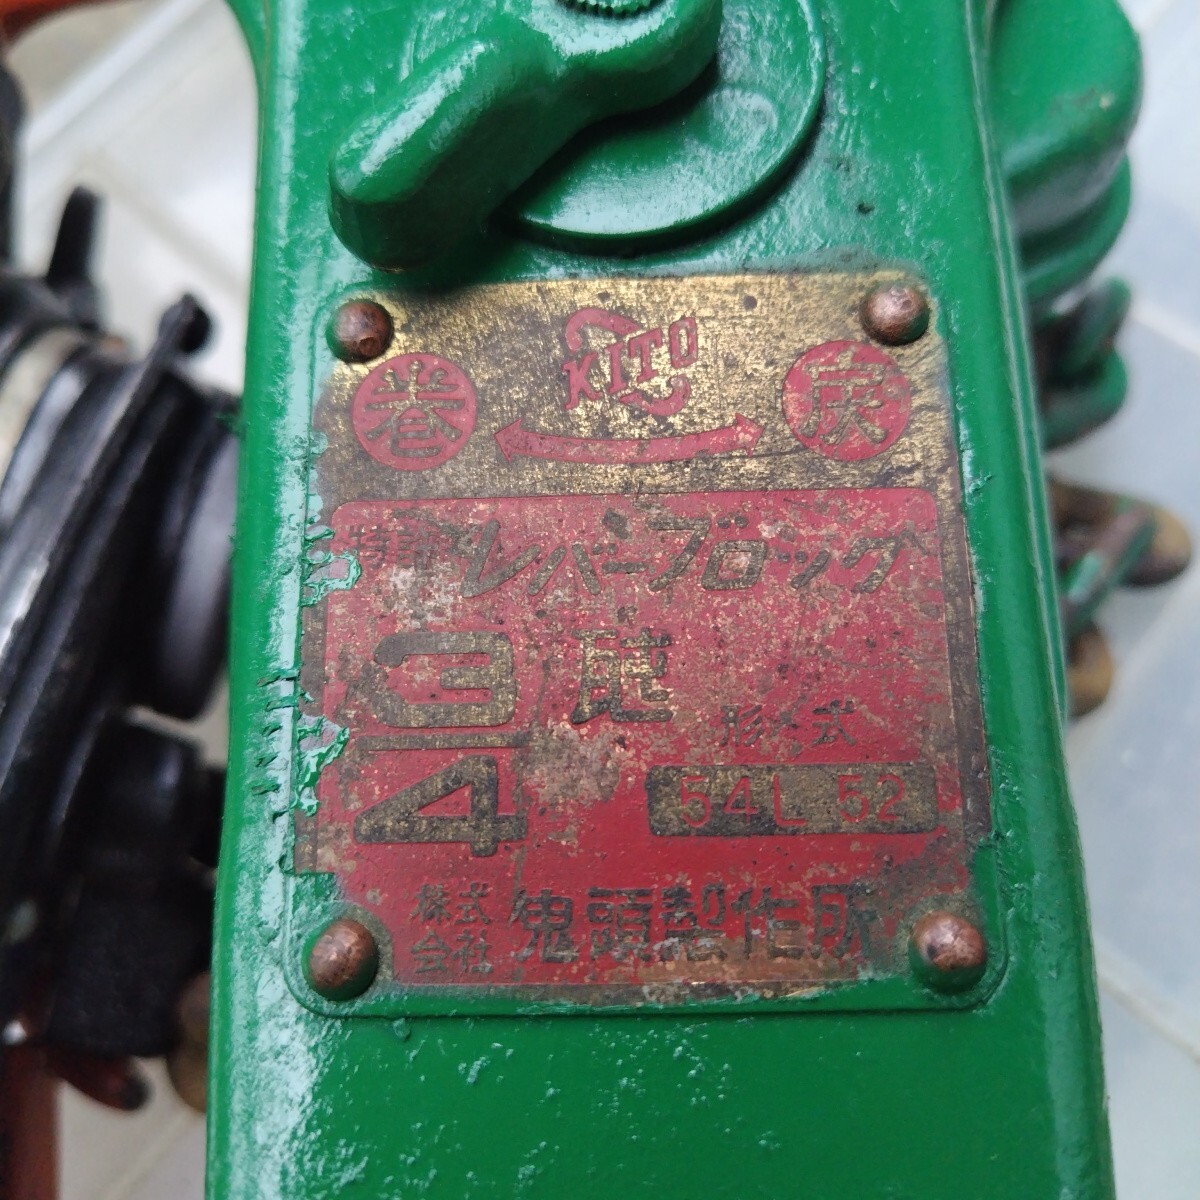 KITO
巻 戻
特許 レバーブロック
3/4 瓲
形式
54L 52
株式会社 鬼頭製作所